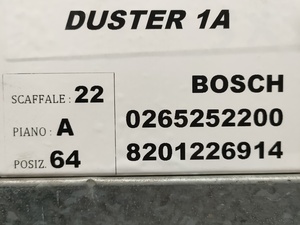 DUSTER 1A
SCAFFALE : 22
PIANO : A
POSIZ. 64
BOSCH
0265252200
8201226914